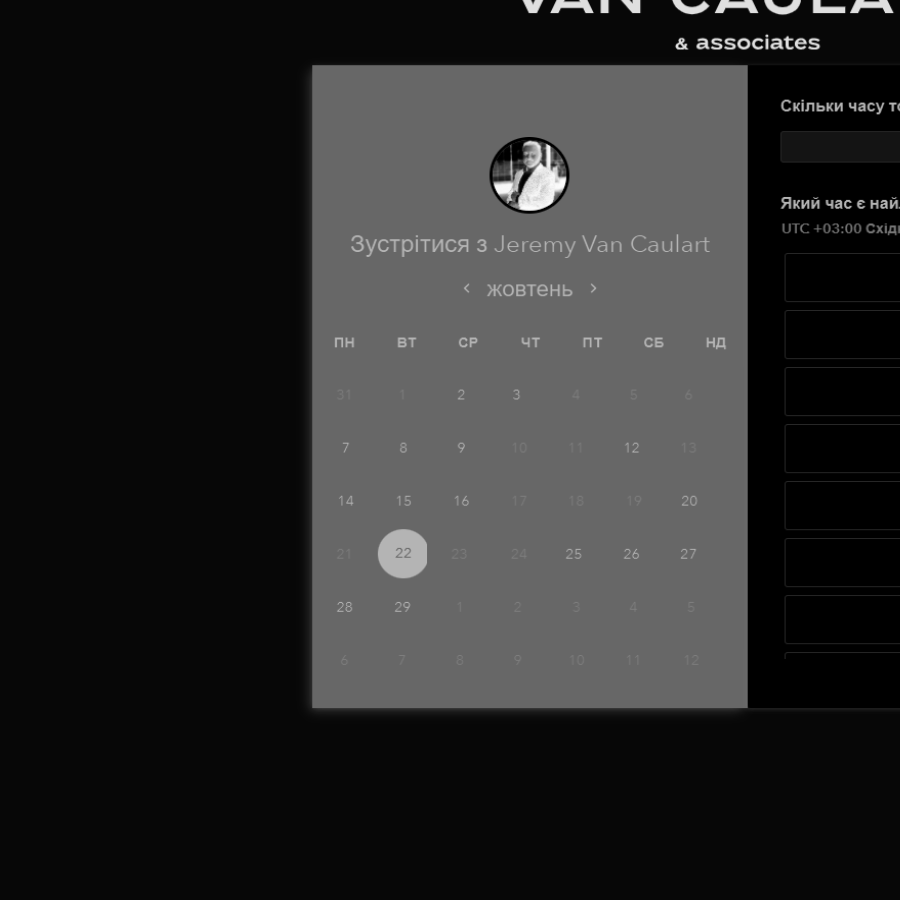 VAN CAULA
& associates
Зустрітися з Jeremy Van Caulart
‹ жовтень ›
ПН ВТ СР ЧТ ПТ СБ НД
31 1 2 3 4 5 6
7 8 9 10 11 12 13
14 15 16 17 18 19 20
21 22 23 24 25 26 27
28 29 1 2 3 4 5
6 7 8 9 10 11 12
Скільки часу
Який час є
UTC +03:00